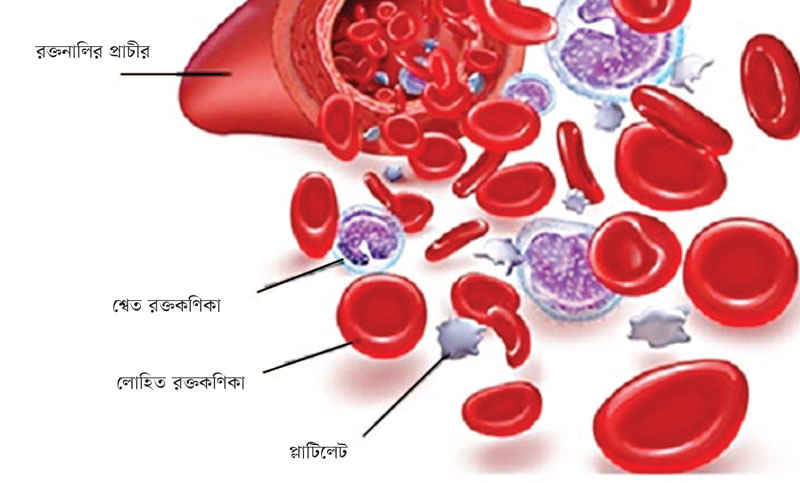 রক্তনালির প্রাচীর
শ্বেত রক্তকণিকা
লোহিত রক্তকণিকা
প্লাটিলেট